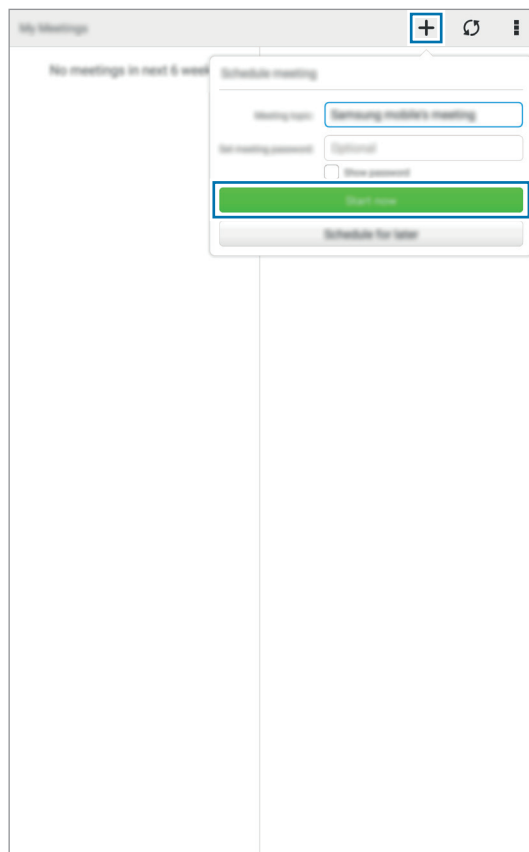 My Meetings
No meetings in next 6 week
Schedule meeting
Meeting topic
Samsung mobile's meeting
Set meeting password
Optional
Show password
Start now
Schedule for later